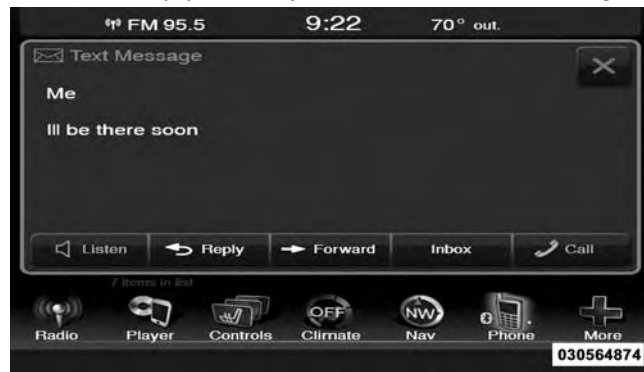 FM 95.5 9:22 70° out.
Text Message
Me
Ill be there soon
Listen Reply Forward Inbox Call
7 items in list
OFF NW
Radio Player Controls Climate Nav Phone More
030564874